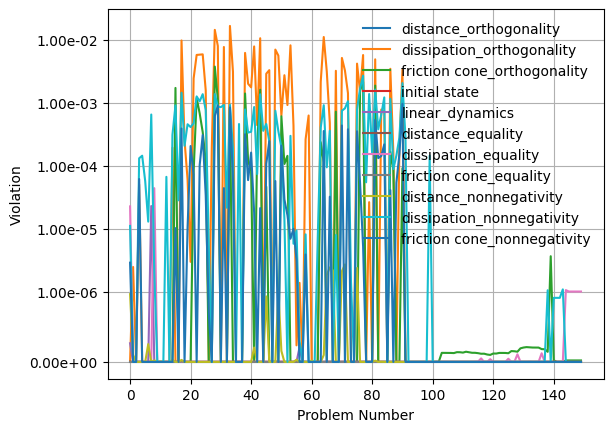 1.00e-02
1.00e-03
1.00e-04
1.00e-05
1.00e-06
0.00e+00
Violation
distance_orthogonality
dissipation_orthogonality
friction cone_orthogonality
initial state
linear_dynamics
distance_equality
dissipation_equality
friction cone_equality
distance_nonnegativity
dissipation_nonnegativity
friction cone_nonnegativity
0 20 40 60 80 100 120 140
Problem Number